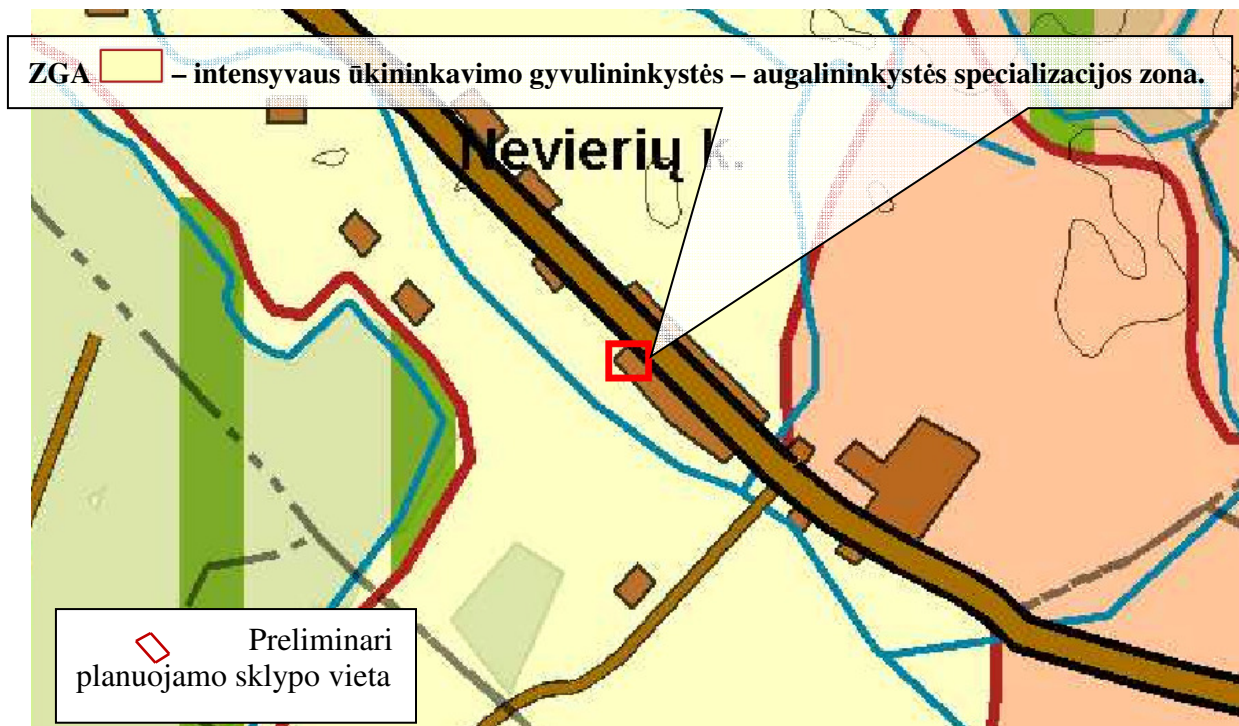 ZGA – intensyvaus ūkininkavimo gyvulininkystės – augalininkystės specializacijos zona.
Nevierių k.
Preliminari
planuojamo sklypo vieta